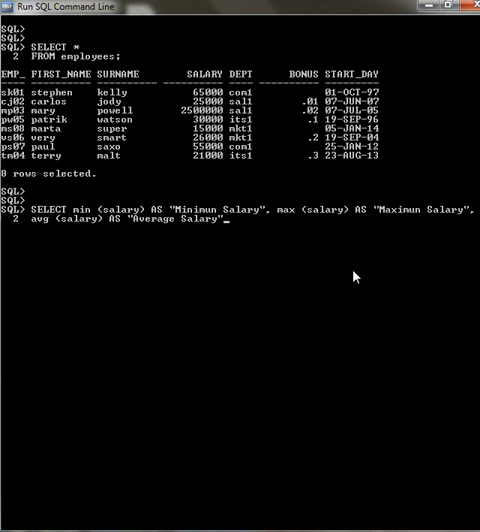 Run SQL Command Line
SQL>
SQL>
SQL> SELECT *
2 FROM employees;
EMP_ FIRST_NAME SURNAME SALARY DEPT BONUS START_DAY
sk01 stephen kelly 65000 com1 01-OCT-97
cj02 carlos jody 25000 sal1 .01 07-JUN-07
mp03 mary powell 2500000 sal1 .02 07-JUL-05
pw05 patrik watson 30000 its1 .1 19-SEP-96
ms08 marta super 15000 mkt1 05-JAN-14
vs06 very smart 26000 mkt1 .2 19-SEP-04
ps07 paul saxo 55000 com1 25-JAN-12
tm04 terry malt 21000 its1 .3 23-AUG-13
8 rows selected.
SQL>
SQL>
SQL> SELECT min (salary) AS "Minimun Salary", max (salary) AS "Maximun Salary",
2 avg (salary) AS "Average Salary"_